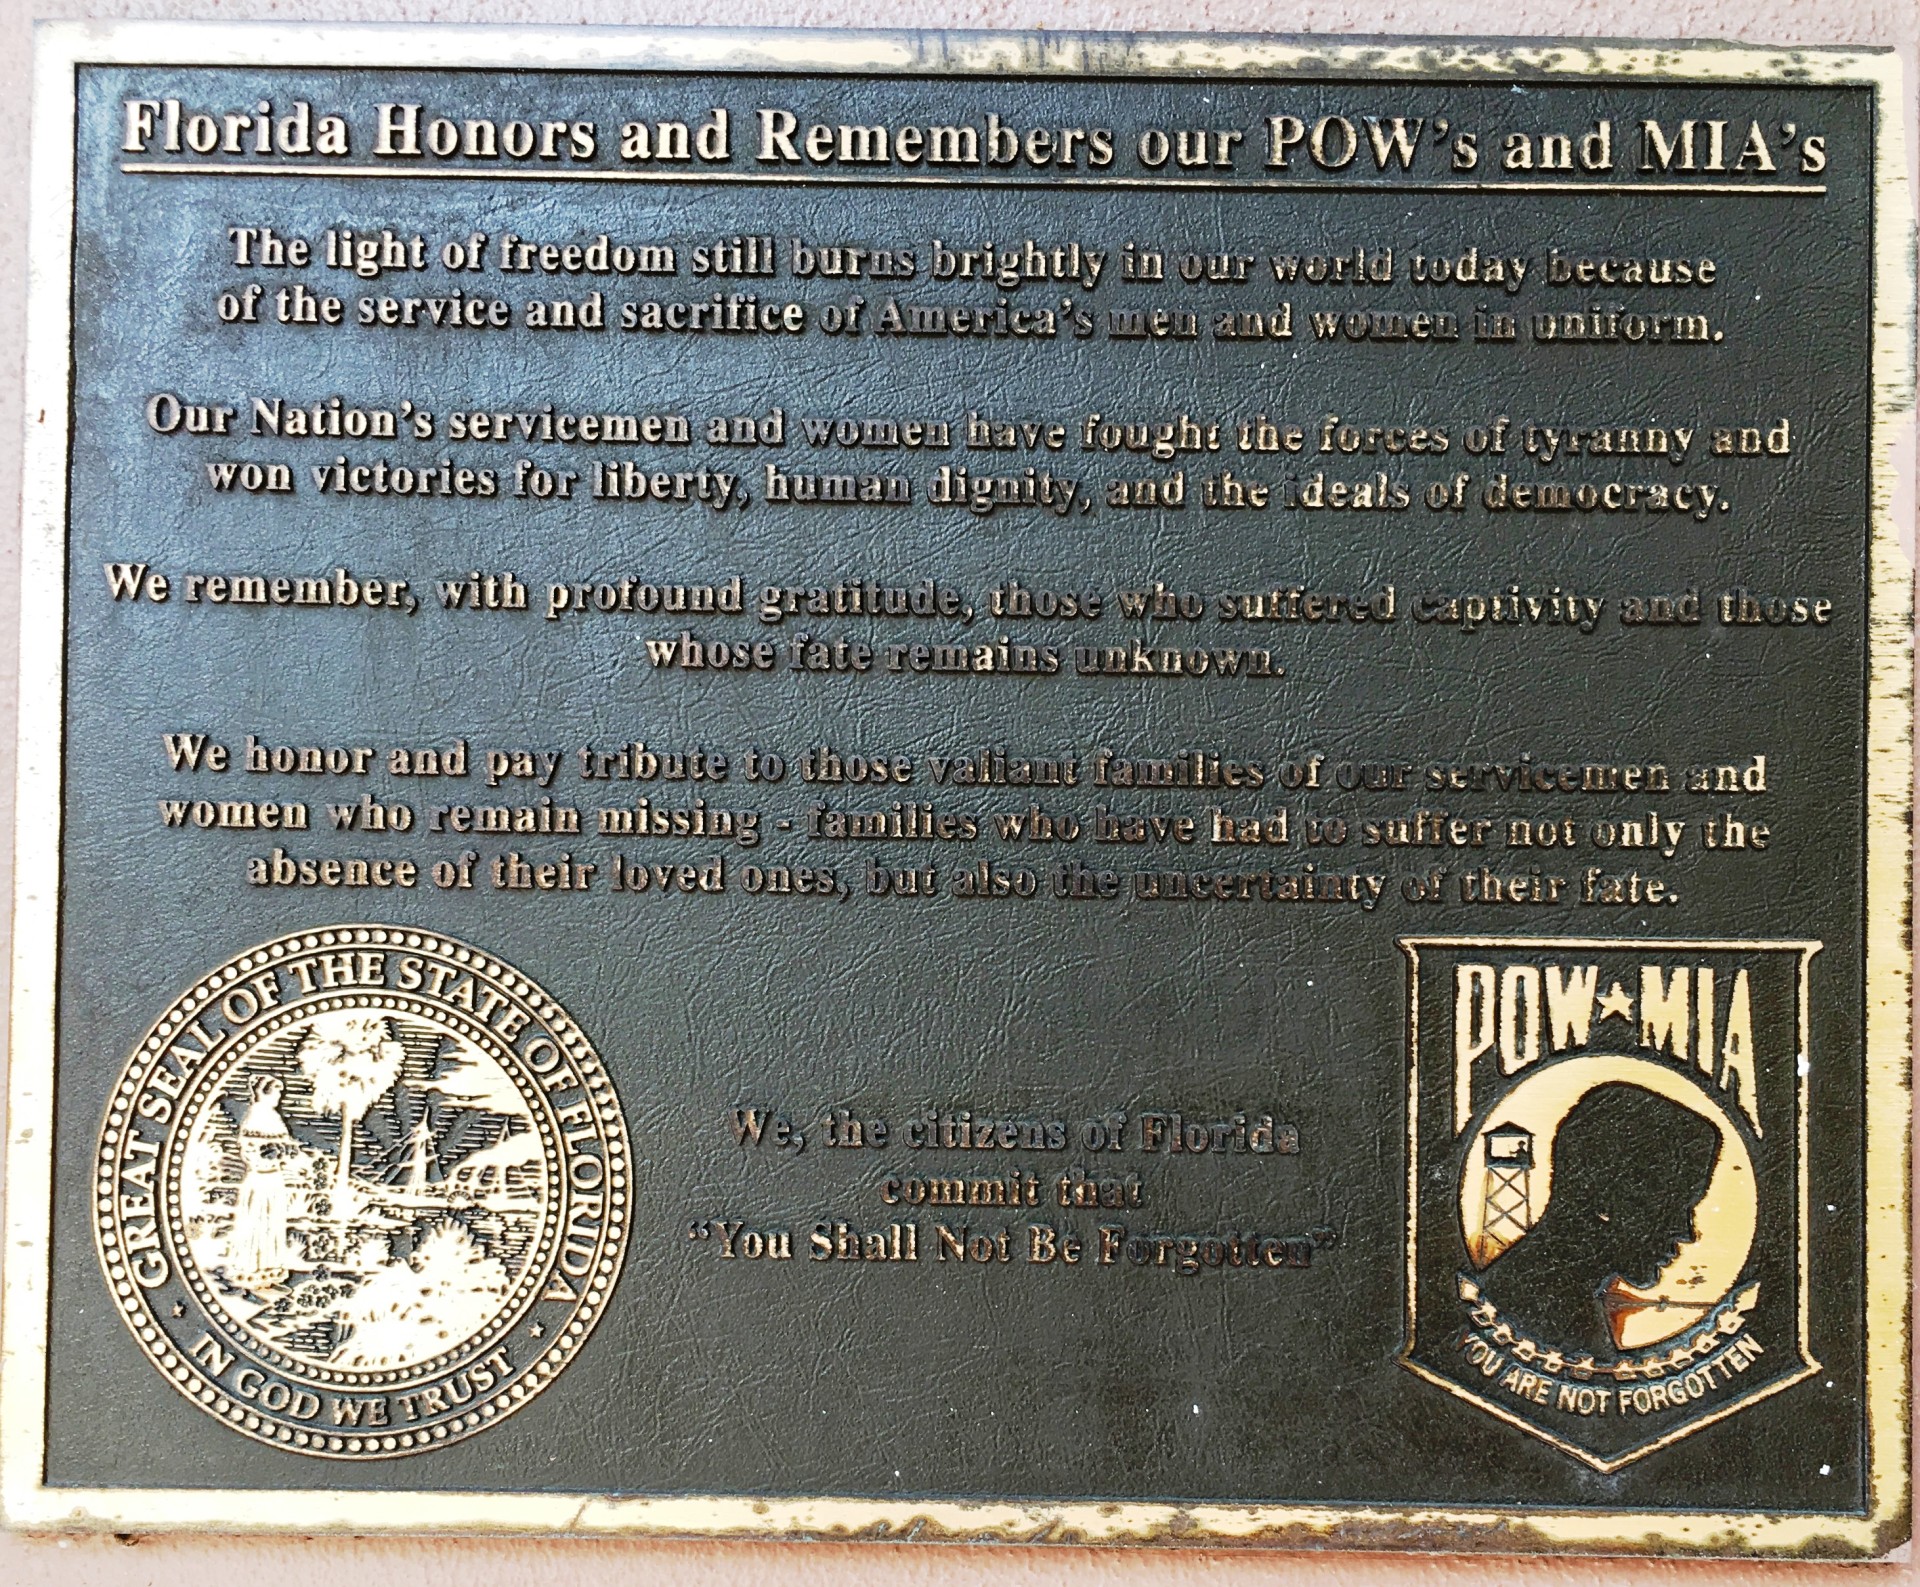 Florida Honors and Remembers our POW's and MIA's
The light of freedom still burns brightly in our world today because
of the service and sacrifice of America's men and women in uniform.
Our Nation's servicemen and women have fought the forces of tyranny and
won victories for liberty, human dignity, and the ideals of democracy.
We remember, with profound gratitude, those who suffered captivity and those
whose fate remains unknown.
We honor and pay tribute to those valiant families of our servicemen and
women who remain missing - families who have had to suffer not only the
absence of their loved ones, but also the uncertainty of their fate.
GREAT SEAL OF THE STATE OF FLORIDA
IN GOD WE TRUST
We, the citizens of Florida
commit that
“You Shall Not Be Forgotten”
POW★MIA
YOU ARE NOT FORGOTTEN